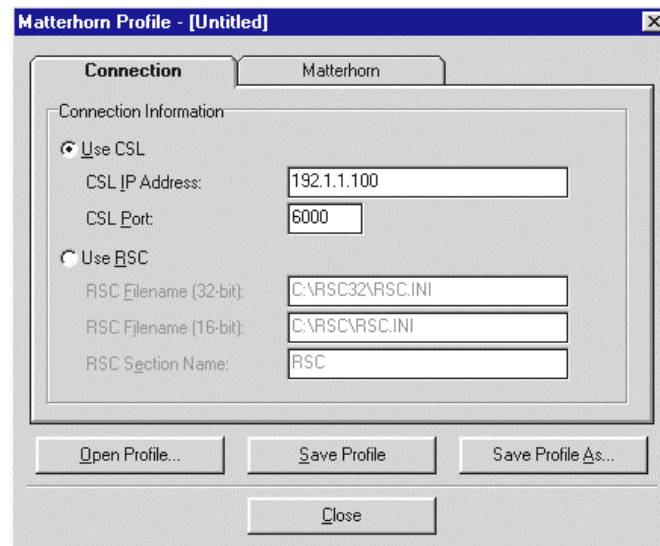 Matterhorn Profile - [Untitled]
Connection Matterhorn
Connection Information
Use CSL
CSL IP Address: 192.1.1.100
CSL Port: 6000
Use RSC
RSC Filename (32-bit): C:\RSC32\RSC.INI
RSC Filename (16-bit): C:\RSC\RSC.INI
RSC Section Name: RSC
Open Profile... Save Profile Save Profile As...
Close